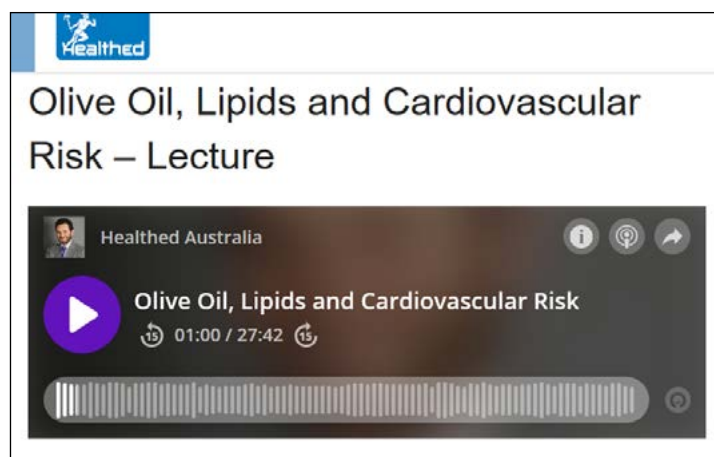 Healthed
Olive Oil, Lipids and Cardiovascular
Risk – Lecture
Healthed Australia
Olive Oil, Lipids and Cardiovascular Risk
15 01:00 / 27:42 15